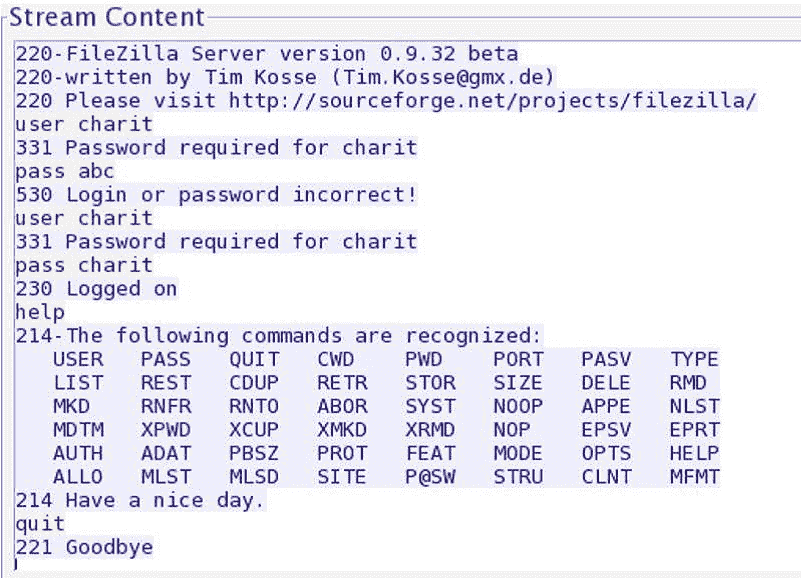 Stream Content
220-FileZilla Server version 0.9.32 beta
220-written by Tim Kosse (Tim.Kosse@gmx.de)
220 Please visit http://sourceforge.net/projects/filezilla/
user charit
331 Password required for charit
pass abc
530 Login or password incorrect!
user charit
331 Password required for charit
pass charit
230 Logged on
help
214-The following commands are recognized:
USER PASS QUIT CWD PWD PORT PASV TYPE
LIST REST CDUP RETR STOR SIZE DELE RMD
MKD RNFR RNTO ABOR SYST NOOP APPE NLST
MDTM XPWD XCUP XMKD XRMD NOP EPSV EPRT
AUTH ADAT PBSZ PROT FEAT MODE OPTS HELP
ALLO MLST MLSD SITE P@SW STRU CLNT MFMT
214 Have a nice day.
quit
221 Goodbye